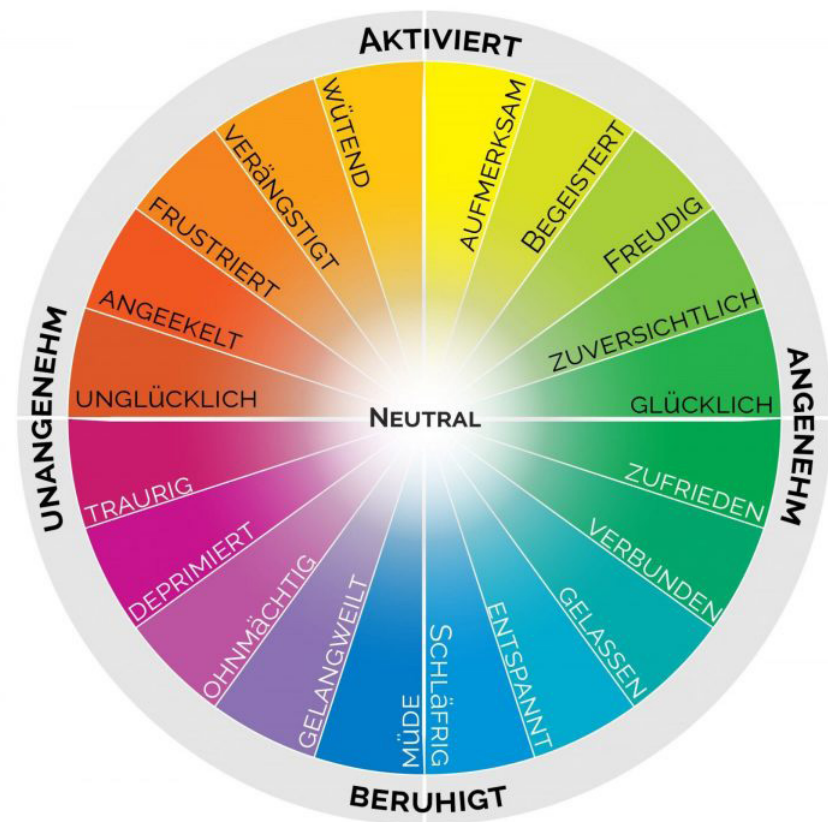 AKTIVIERT
WÜTEND
VERÄNGSTIGT
FRUSTRIERT
ANGEEKELT
UNGLÜCKLICH
AUFMERKSAM
BEGEISTERT
FREUDIG
ZUVERSICHTLICH
GLÜCKLICH
UNANGENEHM
NEUTRAL
ANGENEHM
TRAURIG
DEPRIMIERT
OHNMÄCHTIG
GELANGWEILT
MÜDE
SCHLÄFRIG
ENTSPANNT
GELASSEN
VERBUNDEN
ZUFRIEDEN
BERUHIGT